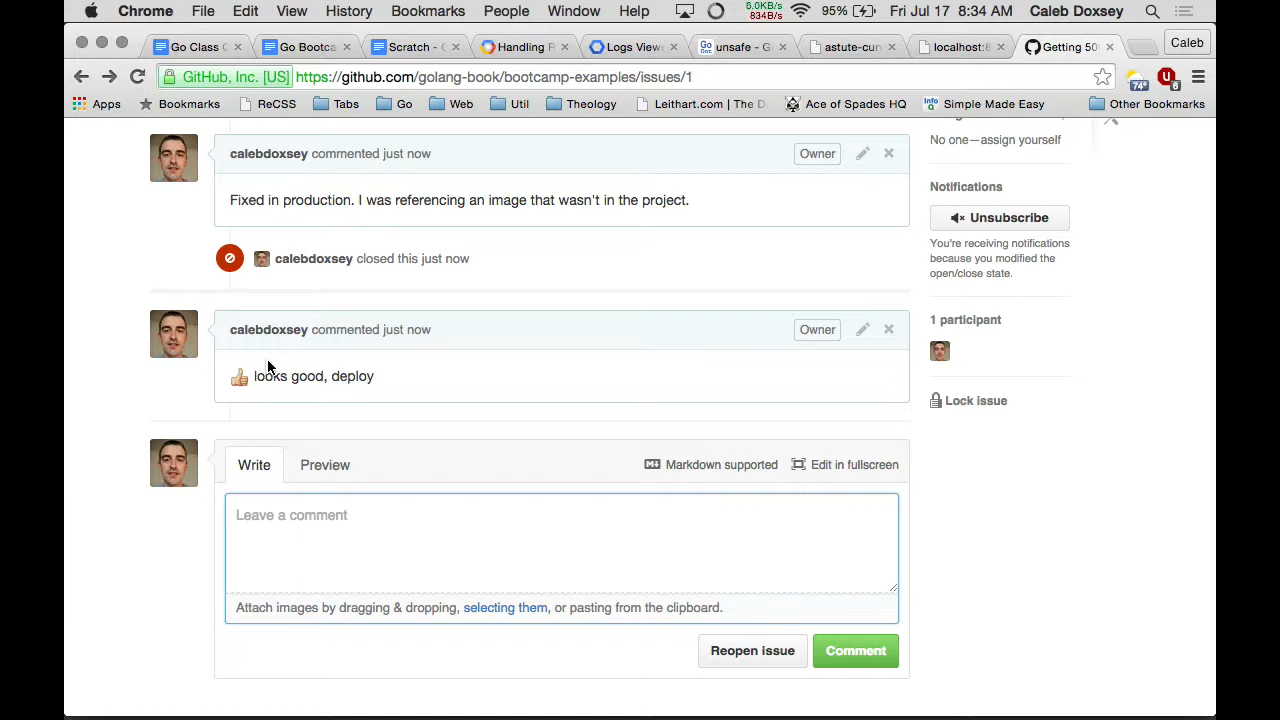 Chrome File Edit View History Bookmarks People Window Help 6.0KB/s 834B/s 95% Fri Jul 17 8:34 AM Caleb Doxsey
Go Class Go Bootca Scratch - Handling Logs View unsafe - G astute-sun localhost:8 Getting 50 Caleb
GitHub, Inc. [US] https://github.com/golang-book/bootcamp-examples/issues/1 74° 6
Apps Bookmarks ReCSS Tabs Go Web Util Theology Leithart.com | The D Ace of Spades HQ Simple Made Easy Other Bookmarks
No one—assign yourself
calebdoxsey commented just now Owner
Notifications
Fixed in production. I was referencing an image that wasn't in the project.
Unsubscribe
You're receiving notifications
because you modified the
open/close state.
calebdoxsey closed this just now
1 participant
calebdoxsey commented just now Owner
looks good, deploy
Lock issue
Write Preview Markdown supported Edit in fullscreen
Leave a comment
Attach images by dragging & dropping, selecting them, or pasting from the clipboard.
Reopen issue Comment